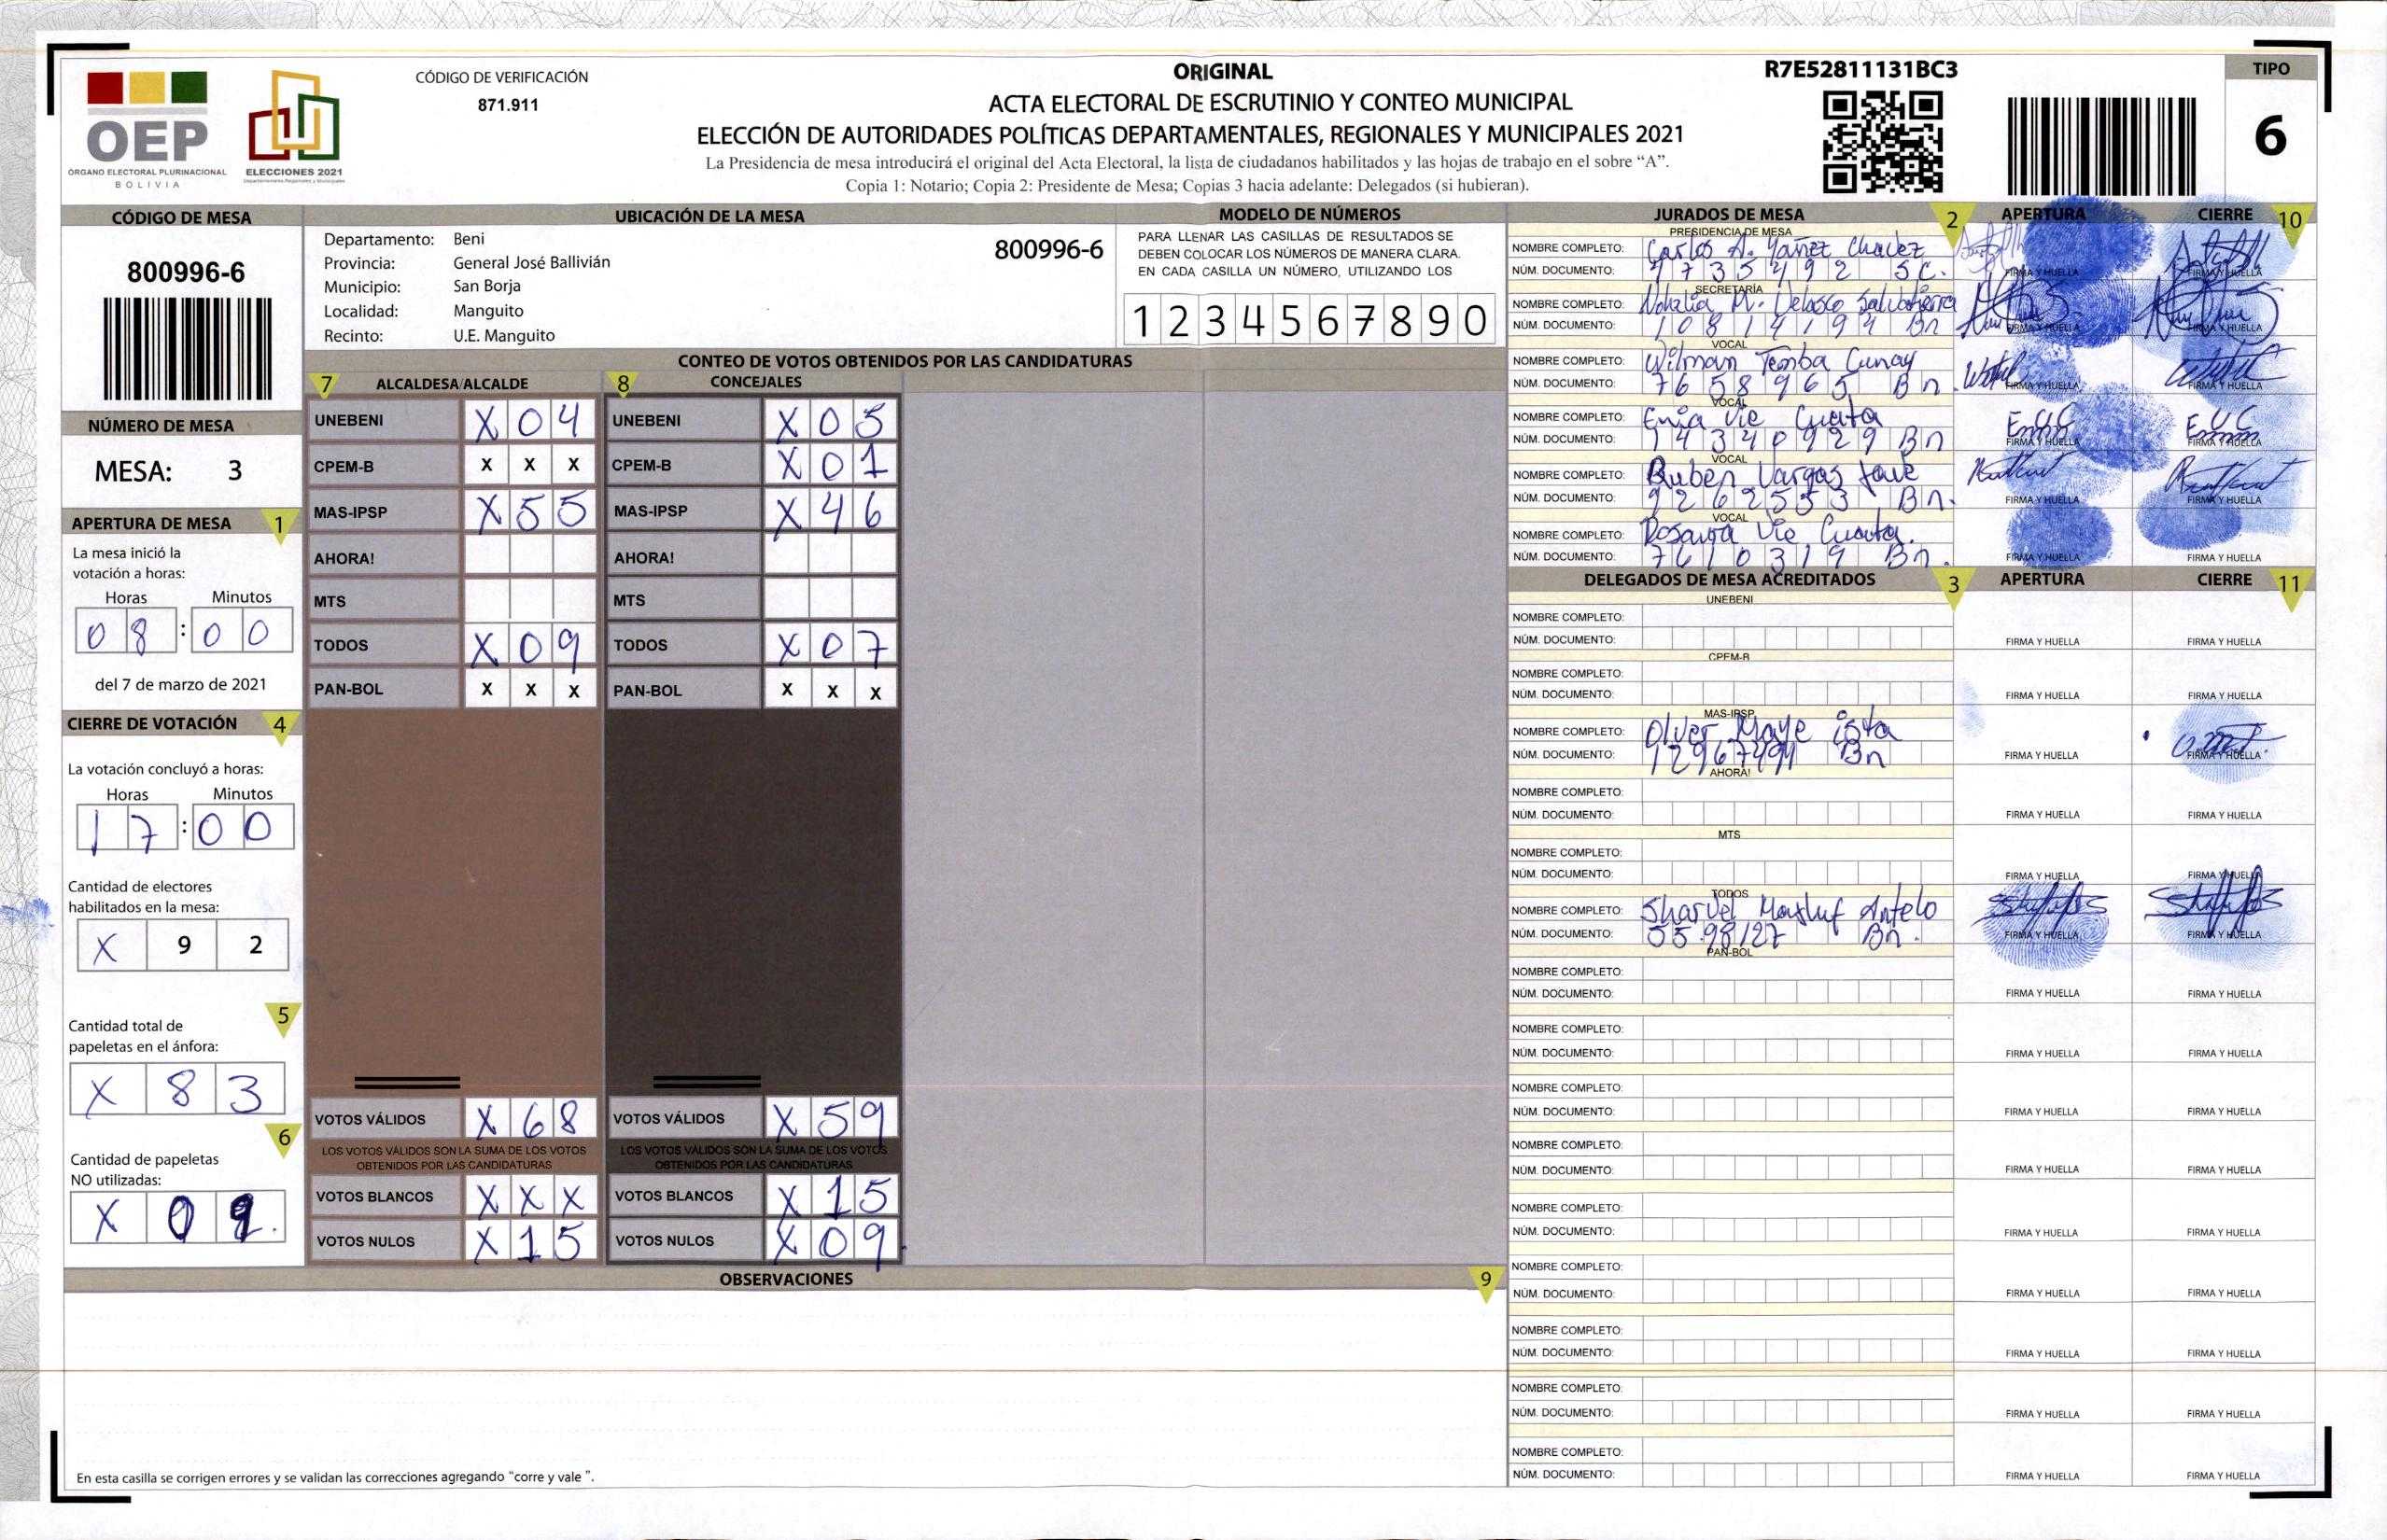 ORIGINAL
ACTA ELECTORAL DE ESCRUTINIO Y CONTEO MUNICIPAL
ELECCIÓN DE AUTORIDADES POLÍTICAS DEPARTAMENTALES, REGIONALES Y MUNICIPALES 2021
La Presidencia de mesa introducirá el original del Acta Electoral, la lista de ciudadanos habilitados y las hojas de trabajo en el sobre “A”.
Copia 1: Notario; Copia 2: Presidente de Mesa; Copias 3 hacia adelante: Delegados (si hubieran).
OEP
ÓRGANO ELECTORAL PLURINACIONAL
BOLIVIA
ELECCIONES 2021
CÓDIGO DE VERIFICACIÓN
871.911
R7E52811131BC3
TIPO
6
CÓDIGO DE MESA
800996-6
NÚMERO DE MESA
MESA: 3
APERTURA DE MESA 1
La mesa inició la
votación a horas:
Horas Minutos
08:00
del 7 de marzo de 2021
CIERRE DE VOTACIÓN 4
La votación concluyó a horas:
Horas Minutos
17:00
Cantidad de electores
habilitados en la mesa:
X 9 2
5
Cantidad total de
papeletas en el ánfora:
X 8 3
6
Cantidad de papeletas
NO utilizadas:
X 0 9.
UBICACIÓN DE LA MESA
Departamento: Beni
800996-6
Provincia: General José Ballivián
Municipio: San Borja
Localidad: Manguito
Recinto: U.E. Manguito
MODELO DE NÚMEROS
PARA LLENAR LAS CASILLAS DE RESULTADOS SE
DEBEN COLOCAR LOS NÚMEROS DE MANERA CLARA.
EN CADA CASILLA UN NÚMERO, UTILIZANDO LOS
1 2 3 4 5 6 7 8 9 0
CONTEO DE VOTOS OBTENIDOS POR LAS CANDIDATURAS
7 ALCALDESA/ALCALDE
UNEBENI X 0 4
CPEM-B X X X
MAS-IPSP X 5 5
AHORA!
MTS
TODOS X 0 9
PAN-BOL X X X
VOTOS VÁLIDOS X 6 8
LOS VOTOS VÁLIDOS SON LA SUMA DE LOS VOTOS
OBTENIDOS POR LAS CANDIDATURAS
VOTOS BLANCOS X X X
VOTOS NULOS X 1 5
8 CONCEJALES
UNEBENI X 0 5
CPEM-B X 0 1
MAS-IPSP X 4 6
AHORA!
MTS
TODOS X 0 7
PAN-BOL X X X
VOTOS VÁLIDOS X 5 9
LOS VOTOS VÁLIDOS SON LA SUMA DE LOS VOTOS
OBTENIDOS POR LAS CANDIDATURAS
VOTOS BLANCOS X 1 5
VOTOS NULOS X 0 9.
OBSERVACIONES 9
En esta casilla se corrigen errores y se validan las correcciones agregando “corre y vale ”.
JURADOS DE MESA 2 APERTURA CIERRE 10
PRESIDENCIA DE MESA
NOMBRE COMPLETO: Carlos A. Yañez Chavez
NÚM. DOCUMENTO: 7735492 SC. FIRMA Y HUELLA FIRMA Y HUELLA
SECRETARÍA
NOMBRE COMPLETO: M. Velasco Salvatierra
NÚM. DOCUMENTO: 10814194 Bn FIRMA Y HUELLA FIRMA Y HUELLA
VOCAL
NOMBRE COMPLETO: Wilman Temba Cunay
NÚM. DOCUMENTO: 7658965 Bn. FIRMA Y HUELLA FIRMA Y HUELLA
VOCAL
NOMBRE COMPLETO: Vie Cuata
NÚM. DOCUMENTO: 14340929 Bn FIRMA Y HUELLA FIRMA Y HUELLA
VOCAL
NOMBRE COMPLETO: Ruben Vargas
NÚM. DOCUMENTO: 9262553 Bn. FIRMA Y HUELLA FIRMA Y HUELLA
VOCAL
NOMBRE COMPLETO: Vie Cuata.
NÚM. DOCUMENTO: 7610319 Bn. FIRMA Y HUELLA FIRMA Y HUELLA
DELEGADOS DE MESA ACREDITADOS 3 APERTURA CIERRE 11
UNEBENI
NOMBRE COMPLETO:
NÚM. DOCUMENTO: FIRMA Y HUELLA FIRMA Y HUELLA
CPEM-B
NOMBRE COMPLETO:
NÚM. DOCUMENTO: FIRMA Y HUELLA FIRMA Y HUELLA
MAS-IPSP
NOMBRE COMPLETO: Oliver Maye
NÚM. DOCUMENTO: Bn FIRMA Y HUELLA FIRMA Y HUELLA
AHORA!
NOMBRE COMPLETO:
NÚM. DOCUMENTO: FIRMA Y HUELLA FIRMA Y HUELLA
MTS
NOMBRE COMPLETO:
NÚM. DOCUMENTO: FIRMA Y HUELLA FIRMA Y HUELLA
TODOS
NOMBRE COMPLETO: Sharvel Antelo
NÚM. DOCUMENTO: 5598127 Bn. FIRMA Y HUELLA FIRMA Y HUELLA
PAN-BOL
NOMBRE COMPLETO:
NÚM. DOCUMENTO: FIRMA Y HUELLA FIRMA Y HUELLA
NOMBRE COMPLETO:
NÚM. DOCUMENTO: FIRMA Y HUELLA FIRMA Y HUELLA
NOMBRE COMPLETO:
NÚM. DOCUMENTO: FIRMA Y HUELLA FIRMA Y HUELLA
NOMBRE COMPLETO:
NÚM. DOCUMENTO: FIRMA Y HUELLA FIRMA Y HUELLA
NOMBRE COMPLETO:
NÚM. DOCUMENTO: FIRMA Y HUELLA FIRMA Y HUELLA
NOMBRE COMPLETO:
NÚM. DOCUMENTO: FIRMA Y HUELLA FIRMA Y HUELLA
NOMBRE COMPLETO:
NÚM. DOCUMENTO: FIRMA Y HUELLA FIRMA Y HUELLA
NOMBRE COMPLETO:
NÚM. DOCUMENTO: FIRMA Y HUELLA FIRMA Y HUELLA
NOMBRE COMPLETO:
NÚM. DOCUMENTO: FIRMA Y HUELLA FIRMA Y HUELLA